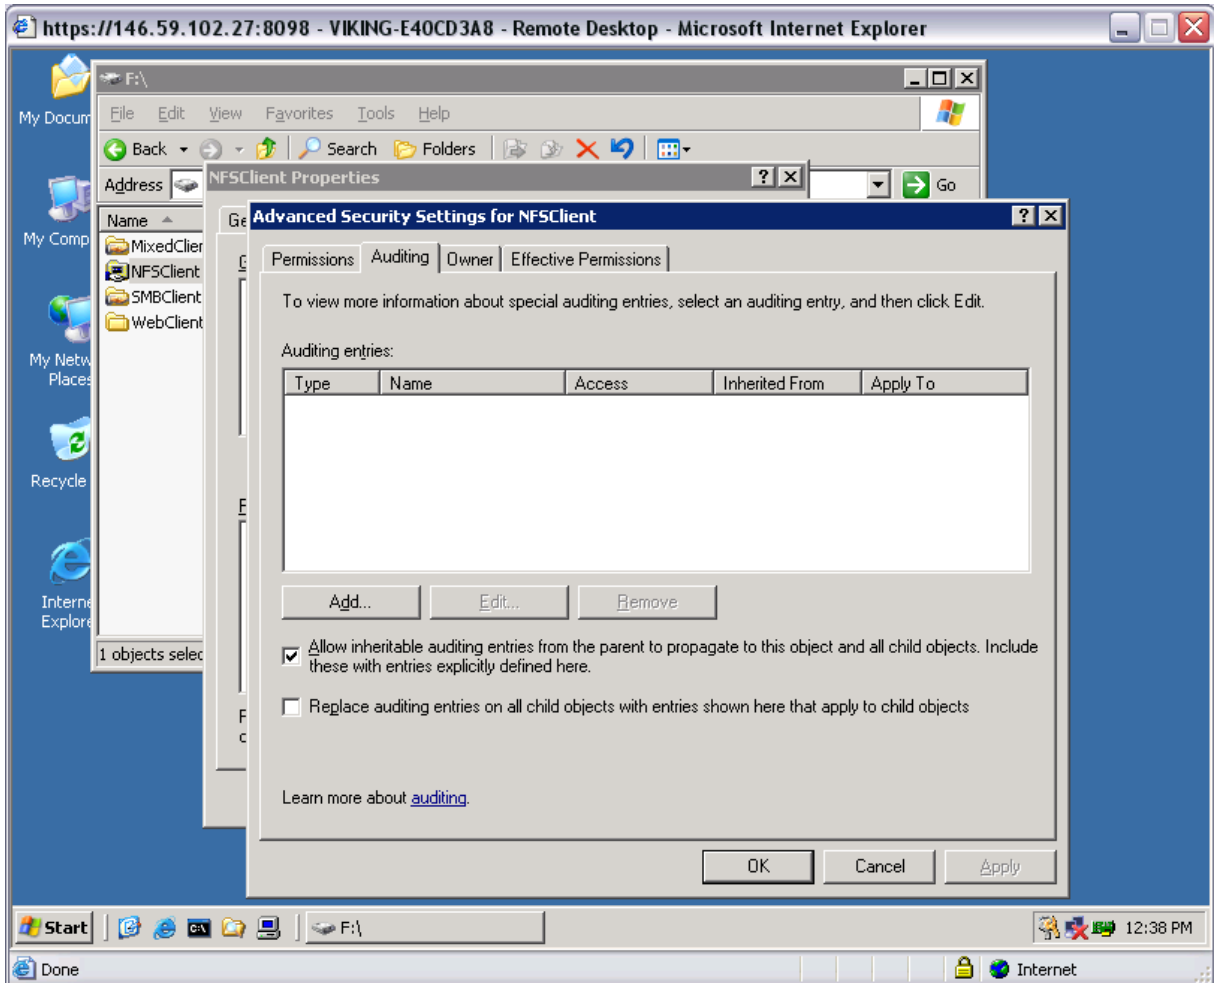 https://146.59.102.27:8098 - VIKING-E40CD3A8 - Remote Desktop - Microsoft Internet Explorer
My Docum
My Comp
My Netw
Places
Recycle
Interne
Explore
F:\
File Edit View Favorites Tools Help
Back Search Folders
Address Go
Name
MixedClier
NFSClient
SMBClient
WebClient
1 objects selec
NFSClient Properties
Ge
G
F
F
c
Advanced Security Settings for NFSClient
Permissions Auditing Owner Effective Permissions
To view more information about special auditing entries, select an auditing entry, and then click Edit.
Auditing entries:
Type Name Access Inherited From Apply To
Add... Edit... Remove
Allow inheritable auditing entries from the parent to propagate to this object and all child objects. Include
these with entries explicitly defined here.
Replace auditing entries on all child objects with entries shown here that apply to child objects
Learn more about auditing.
OK Cancel Apply
Start F:\ 12:38 PM
Done Internet